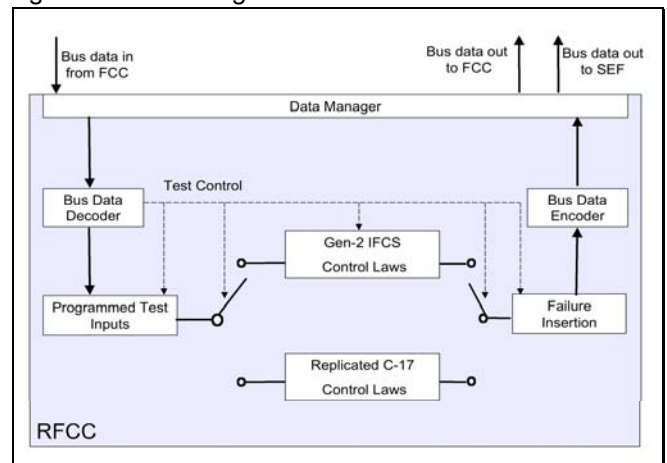 Bus data in
from FCC
Bus data out
to FCC
Bus data out
to SEF
Data Manager
Test Control
Bus Data
Decoder
Bus Data
Encoder
Gen-2 IFCS
Control Laws
Programmed Test
Inputs
Failure
Insertion
Replicated C-17
Control Laws
RFCC